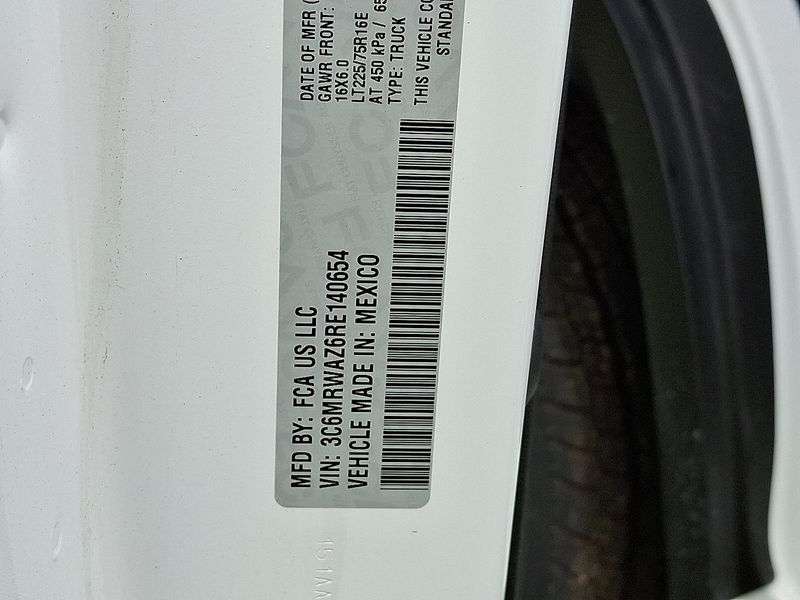 MFD BY: FCA US LLC
VIN: 3C6MRWAZ6RE140654
VEHICLE MADE IN: MEXICO
DATE OF MFR
GAWR FRONT:
16X6.0
LT225/75R16E
AT 450 kPa /
TYPE: TRUCK
THIS VEHICLE